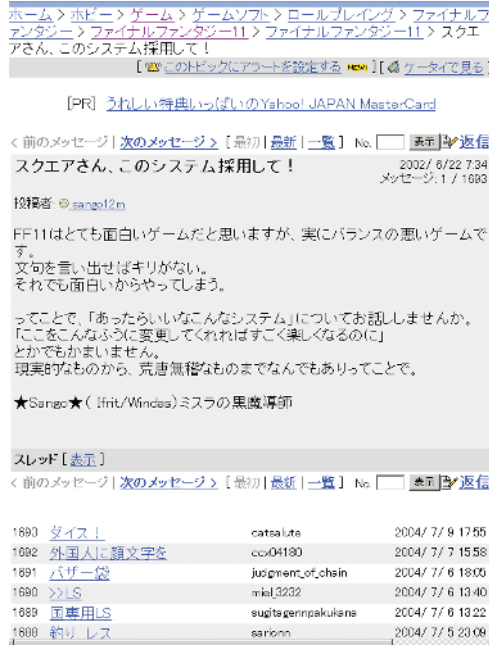 ホーム > ホビー > ゲーム > ゲームソフト > ロールプレイング > ファイナルフ
ァンタジー > ファイナルファンタジー11 > ファイナルファンタジー11 > スクエ
アさん、このシステム採用して!
[ このトピックにアラートを設定する NEW! ] [ ケータイで見る ]
[PR] うれしい特典いっぱいのYahoo! JAPAN MasterCard
< 前のメッセージ | 次のメッセージ > [ 最初 | 最新 | 一覧 ] No. 表示 返信
スクエアさん、このシステム採用して! 2002/ 6/22 7:34
メッセージ: 1 / 1693
投稿者: sango12m
FF11はとても面白いゲームだと思いますが、実にバランスの悪いゲームで
す。
文句を言い出せばキリがない。
それでも面白いからやってしまう。
ってことで、「あったらいいなこんなシステム」についてお話ししませんか。
「ここをこんなふうに変更してくれればすごく楽しくなるのに」
とかでもかまいません。
現実的なものから、荒唐無稽なものまでなんでもありってことで。
★Sango★( Ifrit/Windas)ミスラの黒魔導師
スレッド [ 表示 ]
< 前のメッセージ | 次のメッセージ > [ 最初 | 最新 | 一覧 ] No. 表示 返信
1693 ダイス! catsalute 2004/ 7/ 9 17:55
1692 外国人に顔文字を ccv04180 2004/ 7/ 7 15:58
1691 バザー袋 judgment_of_chain 2004/ 7/ 6 18:05
1690 >>LS miel_3232 2004/ 7/ 6 13:40
1689 国専用LS sugitagennpakukana 2004/ 7/ 6 13:22
1688 釣り レス sarionn 2004/ 7/ 5 23:09